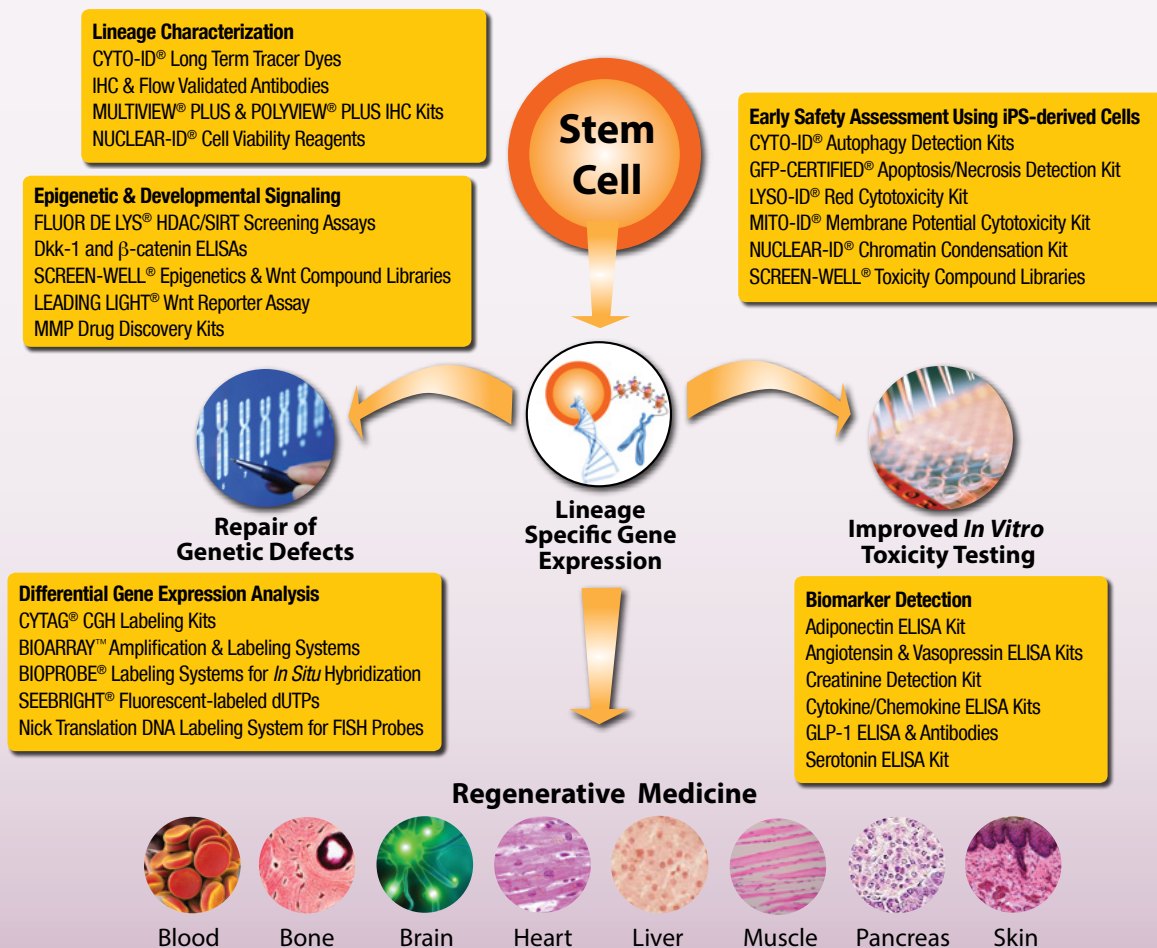 Lineage Characterization
CYTO-ID® Long Term Tracer Dyes
IHC & Flow Validated Antibodies
MULTIVIEW® PLUS & POLYVIEW® PLUS IHC Kits
NUCLEAR-ID® Cell Viability Reagents
Stem
Cell
Early Safety Assessment Using iPS-derived Cells
CYTO-ID® Autophagy Detection Kits
GFP-CERTIFIED® Apoptosis/Necrosis Detection Kit
LYSO-ID® Red Cytotoxicity Kit
MITO-ID® Membrane Potential Cytotoxicity Kit
NUCLEAR-ID® Chromatin Condensation Kit
SCREEN-WELL® Toxicity Compound Libraries
Epigenetic & Developmental Signaling
FLUOR DE LYS® HDAC/SIRT Screening Assays
Dkk-1 and β-catenin ELISAs
SCREEN-WELL® Epigenetics & Wnt Compound Libraries
LEADING LIGHT® Wnt Reporter Assay
MMP Drug Discovery Kits
Repair of
Genetic Defects
Lineage
Specific Gene
Expression
Improved In Vitro
Toxicity Testing
Differential Gene Expression Analysis
CYTAG® CGH Labeling Kits
BIOARRAY™ Amplification & Labeling Systems
BIOPROBE® Labeling Systems for In Situ Hybridization
SEEBRIGHT® Fluorescent-labeled dUTPs
Nick Translation DNA Labeling System for FISH Probes
Biomarker Detection
Adiponectin ELISA Kit
Angiotensin & Vasopressin ELISA Kits
Creatinine Detection Kit
Cytokine/Chemokine ELISA Kits
GLP-1 ELISA & Antibodies
Serotonin ELISA Kit
Regenerative Medicine
Blood
Bone
Brain
Heart
Liver
Muscle
Pancreas
Skin